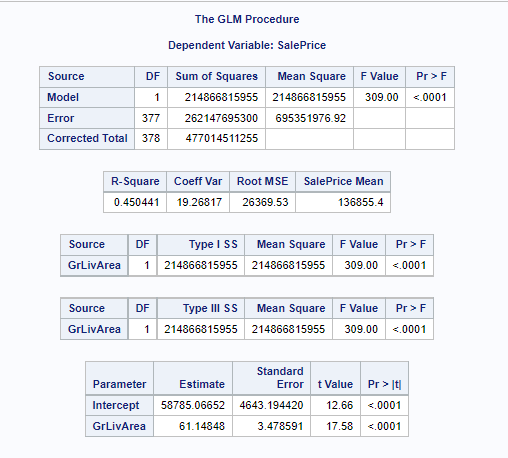 The GLM Procedure
Dependent Variable: SalePrice
Source DF Sum of Squares Mean Square F Value Pr > F
Model 1 214866815955 214866815955 309.00 <.0001
Error 377 262147695300 695351976.92
Corrected Total 378 477014511255
R-Square Coeff Var Root MSE SalePrice Mean
0.450441 19.26817 26369.53 136855.4
Source DF Type I SS Mean Square F Value Pr > F
GrLivArea 1 214866815955 214866815955 309.00 <.0001
Source DF Type III SS Mean Square F Value Pr > F
GrLivArea 1 214866815955 214866815955 309.00 <.0001
Parameter Estimate Standard Error t Value Pr > |t|
Intercept 58785.06652 4643.194420 12.66 <.0001
GrLivArea 61.14848 3.478591 17.58 <.0001